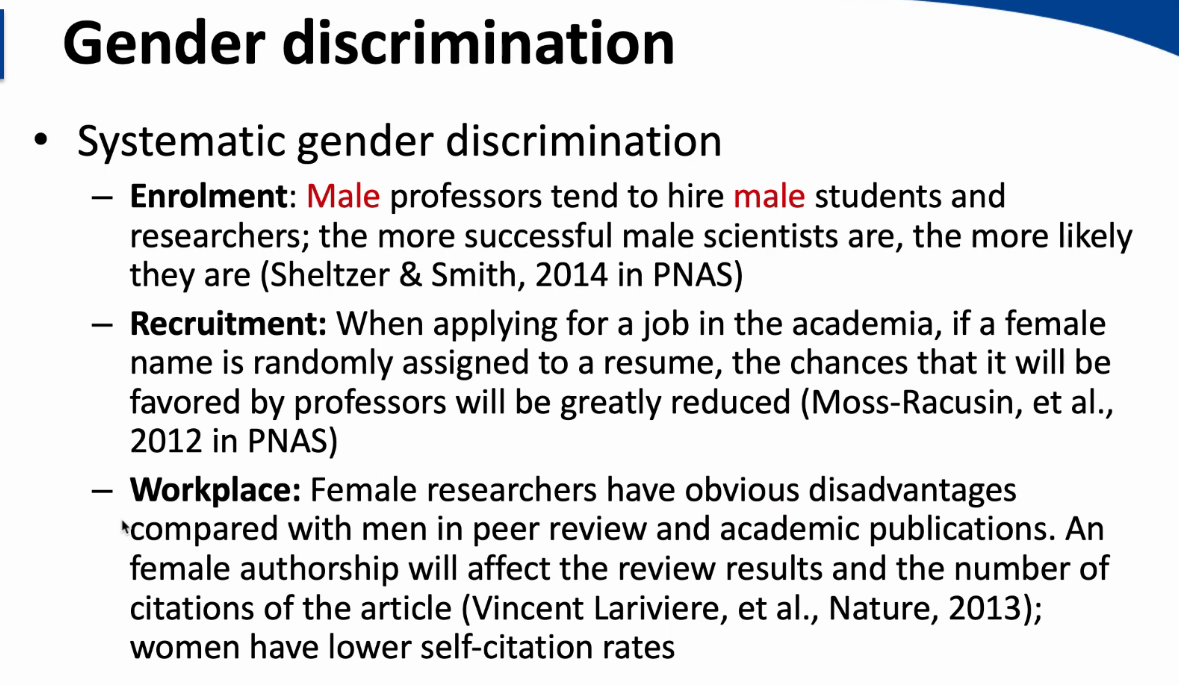 Gender discrimination
• Systematic gender discrimination
– Enrolment: Male professors tend to hire male students and
researchers; the more successful male scientists are, the more likely
they are (Sheltzer & Smith, 2014 in PNAS)
– Recruitment: When applying for a job in the academia, if a female
name is randomly assigned to a resume, the chances that it will be
favored by professors will be greatly reduced (Moss-Racusin, et al.,
2012 in PNAS)
– Workplace: Female researchers have obvious disadvantages
compared with men in peer review and academic publications. An
female authorship will affect the review results and the number of
citations of the article (Vincent Lariviere, et al., Nature, 2013);
women have lower self-citation rates